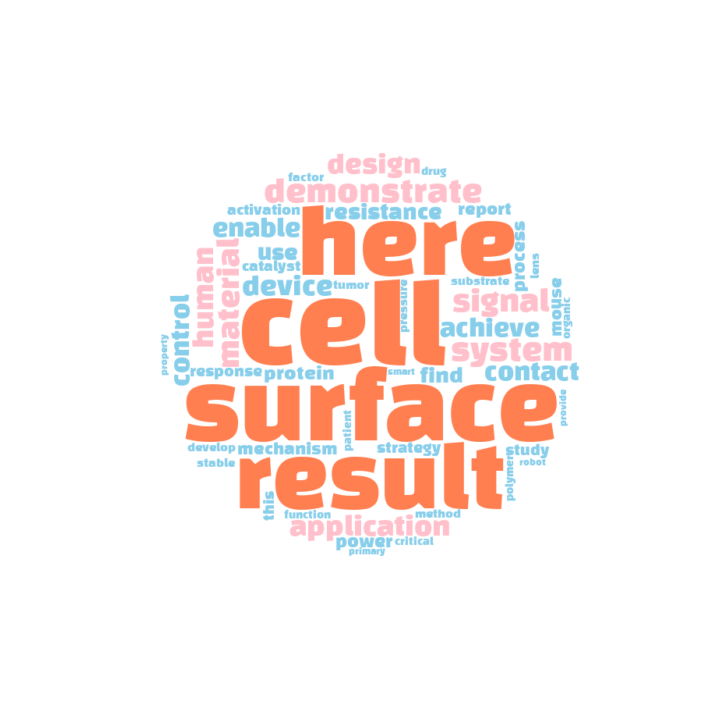 design
drug
factor
demonstrate
activation
resistance
report
enable
here
process
use
catalyst
human
material
device
tumor
pressure
substrate
lens
mouse
organic
signal
cell
control
achieve
system
property
response
protein
smart
find
contact
surface
provide
patient
develop
mechanism
strategy
study
stable
result
robot
polymers
this
function
method
application
power
critical
primary